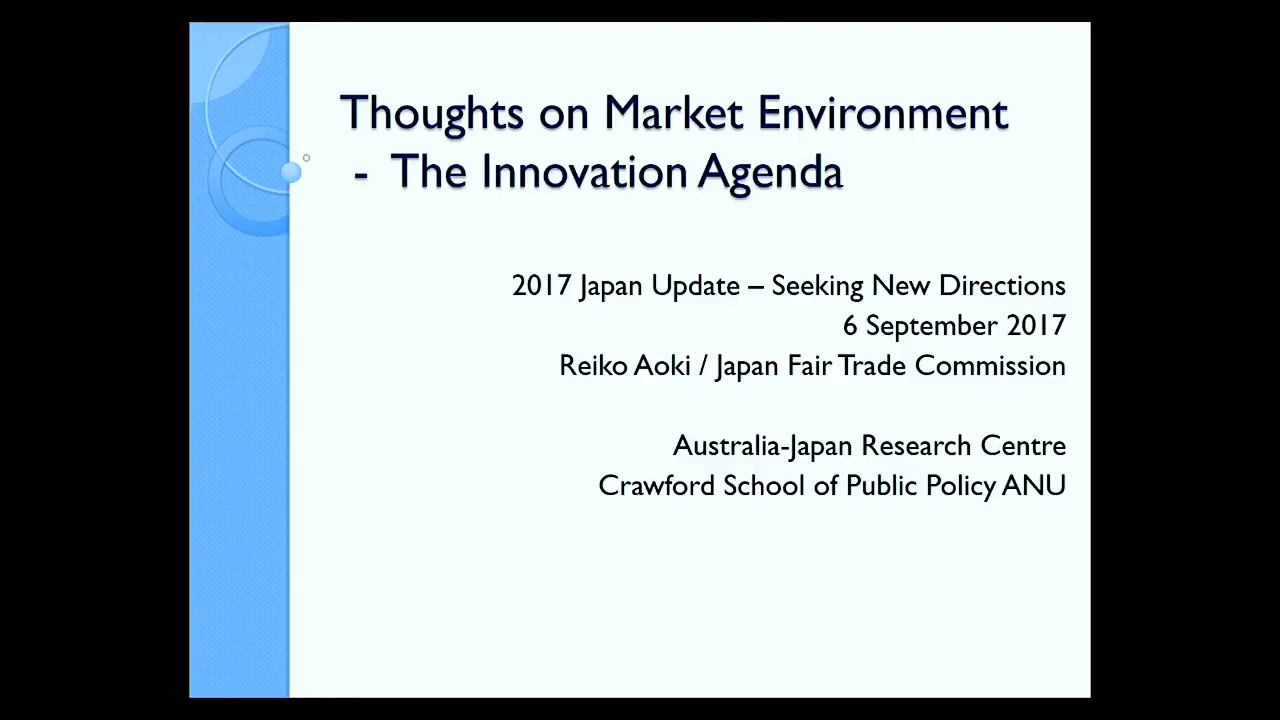 Thoughts on Market Environment
- The Innovation Agenda
2017 Japan Update – Seeking New Directions
6 September 2017
Reiko Aoki / Japan Fair Trade Commission
Australia-Japan Research Centre
Crawford School of Public Policy ANU